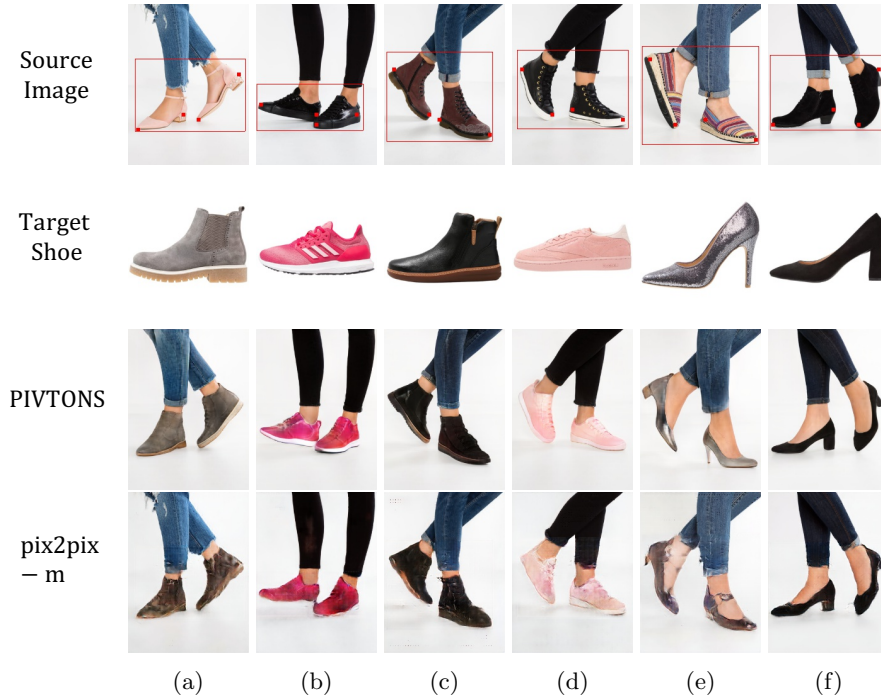 Source
Image
Target
Shoe
PIVTONS
pix2pix
− m
(a) (b) (c) (d) (e) (f)